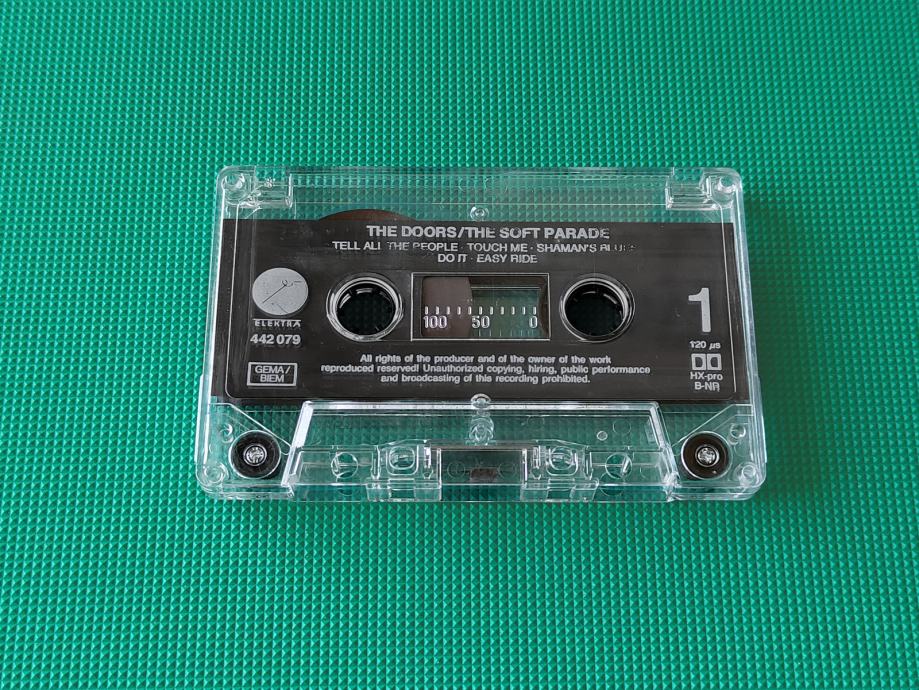 THE DOORS/THE SOFT PARADE
TELL ALL THE PEOPLE · TOUCH ME · SHAMAN'S BLUES
DO IT · EASY RIDE
ELEKTRA
442 079
GEMA/
BIEM
100 50 0
1
120 µs
HX-pro
B-NR
All rights of the producer and of the owner of the work
reproduced reserved! Unauthorized copying, hiring, public performance
and broadcasting of this recording prohibited.